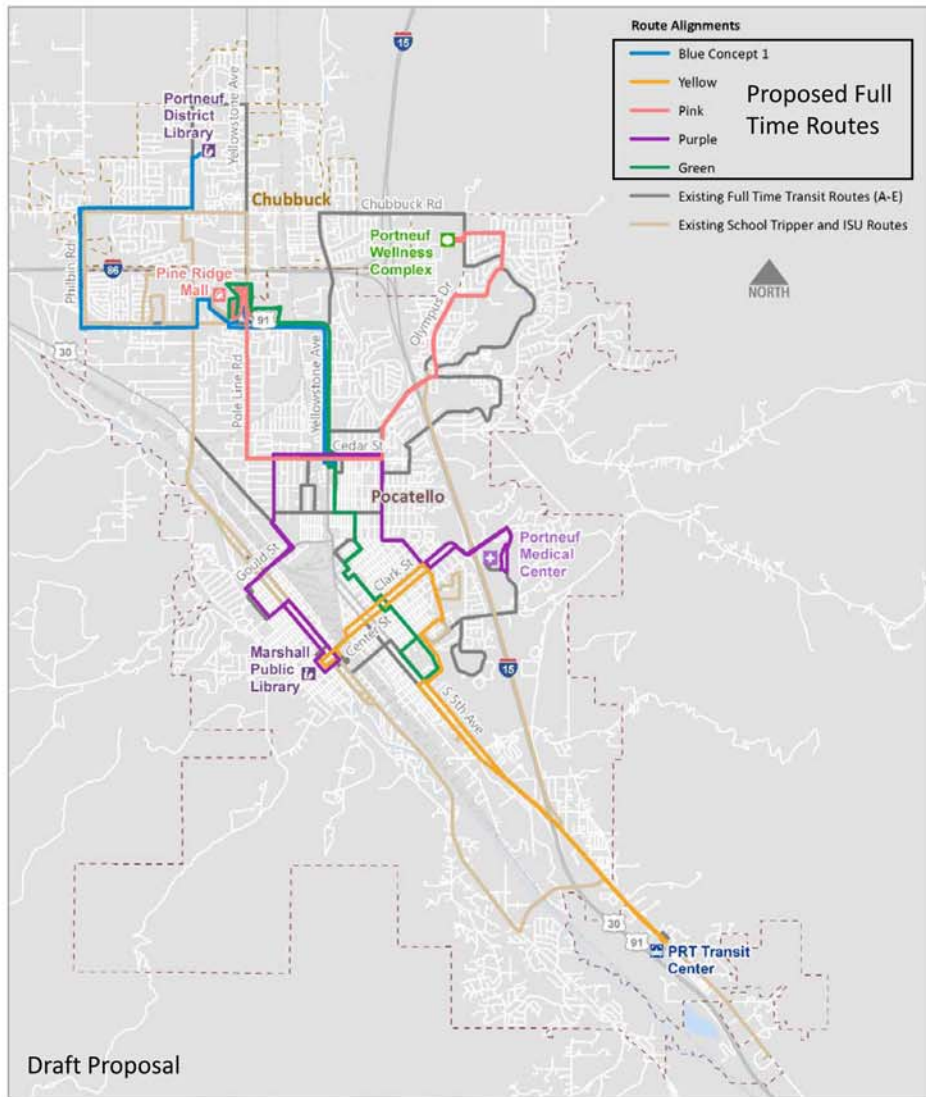 Route Alignments
Blue Concept 1
Yellow
Pink
Purple
Green
Proposed Full
Time Routes
Existing Full Time Transit Routes (A-E)
Existing School Tripper and ISU Routes
NORTH
15
Portneuf
District
Library
Yellowstone Ave
Chubbuck
Chubbuck Rd
Portneuf
Wellness
Complex
Philbin Rd
86
Pine Ridge
Mall
91
Olympus Dr
30
Pole Line Rd
Yellowstone Ave
Cedar St
Pocatello
Gould St
Clark St
Portneuf
Medical
Center
Center St
Marshall
Public
Library
15
S 5th Ave
30
91
PRT Transit
Center
Draft Proposal